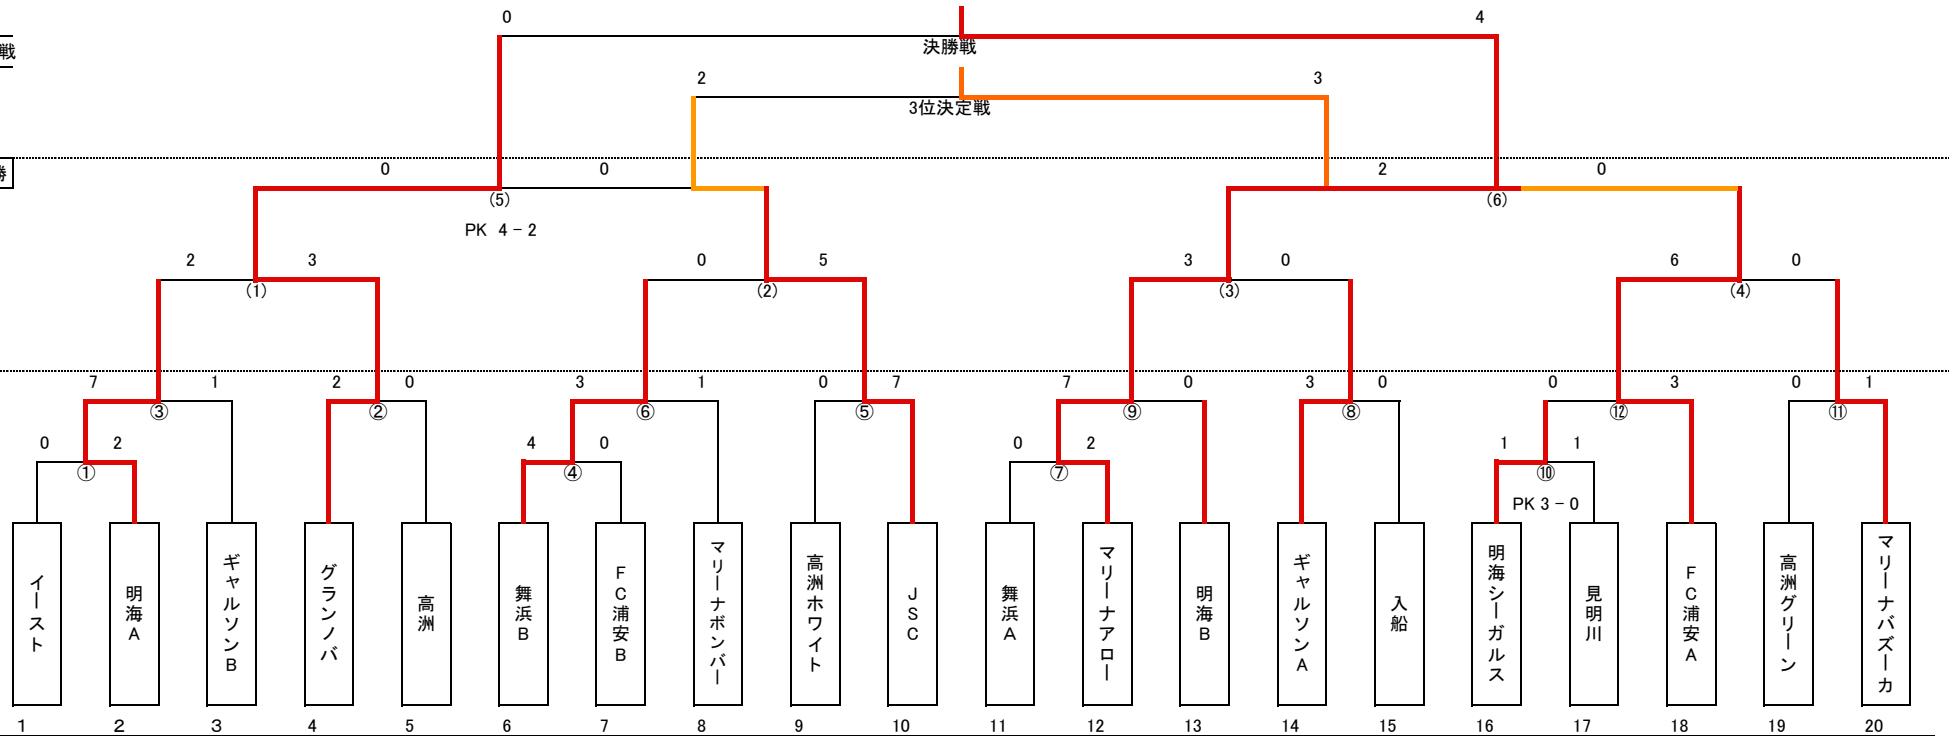 0 4
戦
決勝戦
2 3
3位決定戦
勝
0 0 2 0
(5) (6)
PK 4－2
2 3 0 5 3 0 6 0
(1) (2) (3) (4)
7 1 2 0 3 1 0 7 7 0 3 0 0 3 0 1
③ ② ⑥ ⑤ ⑨ ⑧ ⑫ ⑪
0 2 4 0 0 2 1 1
① ④ ⑦ ⑩
PK 3－0
イースト
明海A
ギャルソンB
グランノバ
高洲
舞浜B
FC浦安B
マリーナボンバー
高洲ホワイト
JSC
舞浜A
マリーナアロー
明海B
ギャルソンA
入船
明海シーガルス
見明川
FC浦安A
高洲グリーン
マリーナバズーカ
1 2 3 4 5 6 7 8 9 10 11 12 13 14 15 16 17 18 19 20